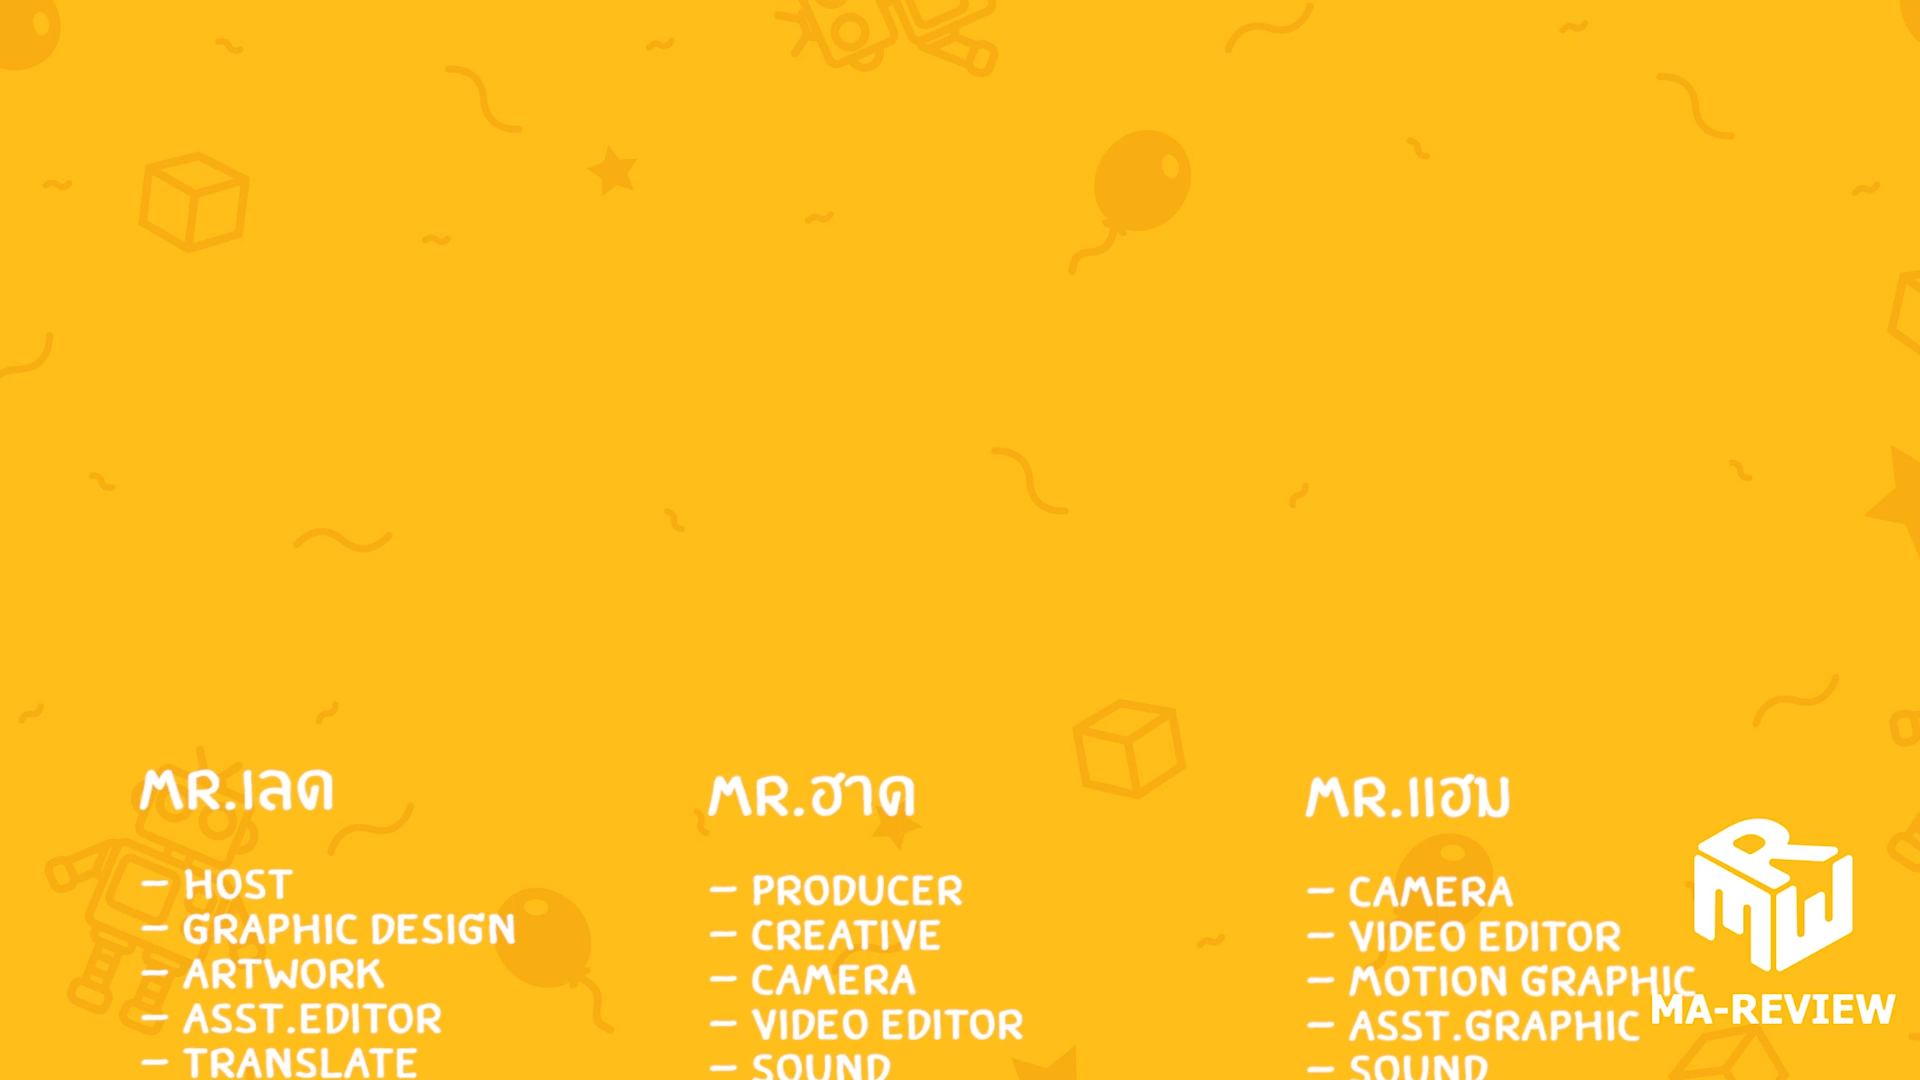 MR.เลด
— HOST
— GRAPHIC DESIGN
— ARTWORK
— ASST.EDITOR
— TRANSLATE
MR.ฮาด
— PRODUCER
— CREATIVE
— CAMERA
— VIDEO EDITOR
— SOUND
MR.แฮม
— CAMERA
— VIDEO EDITOR
— MOTION GRAPHIC
— ASST.GRAPHIC
— SOUND
MRW
MA-REVIEW